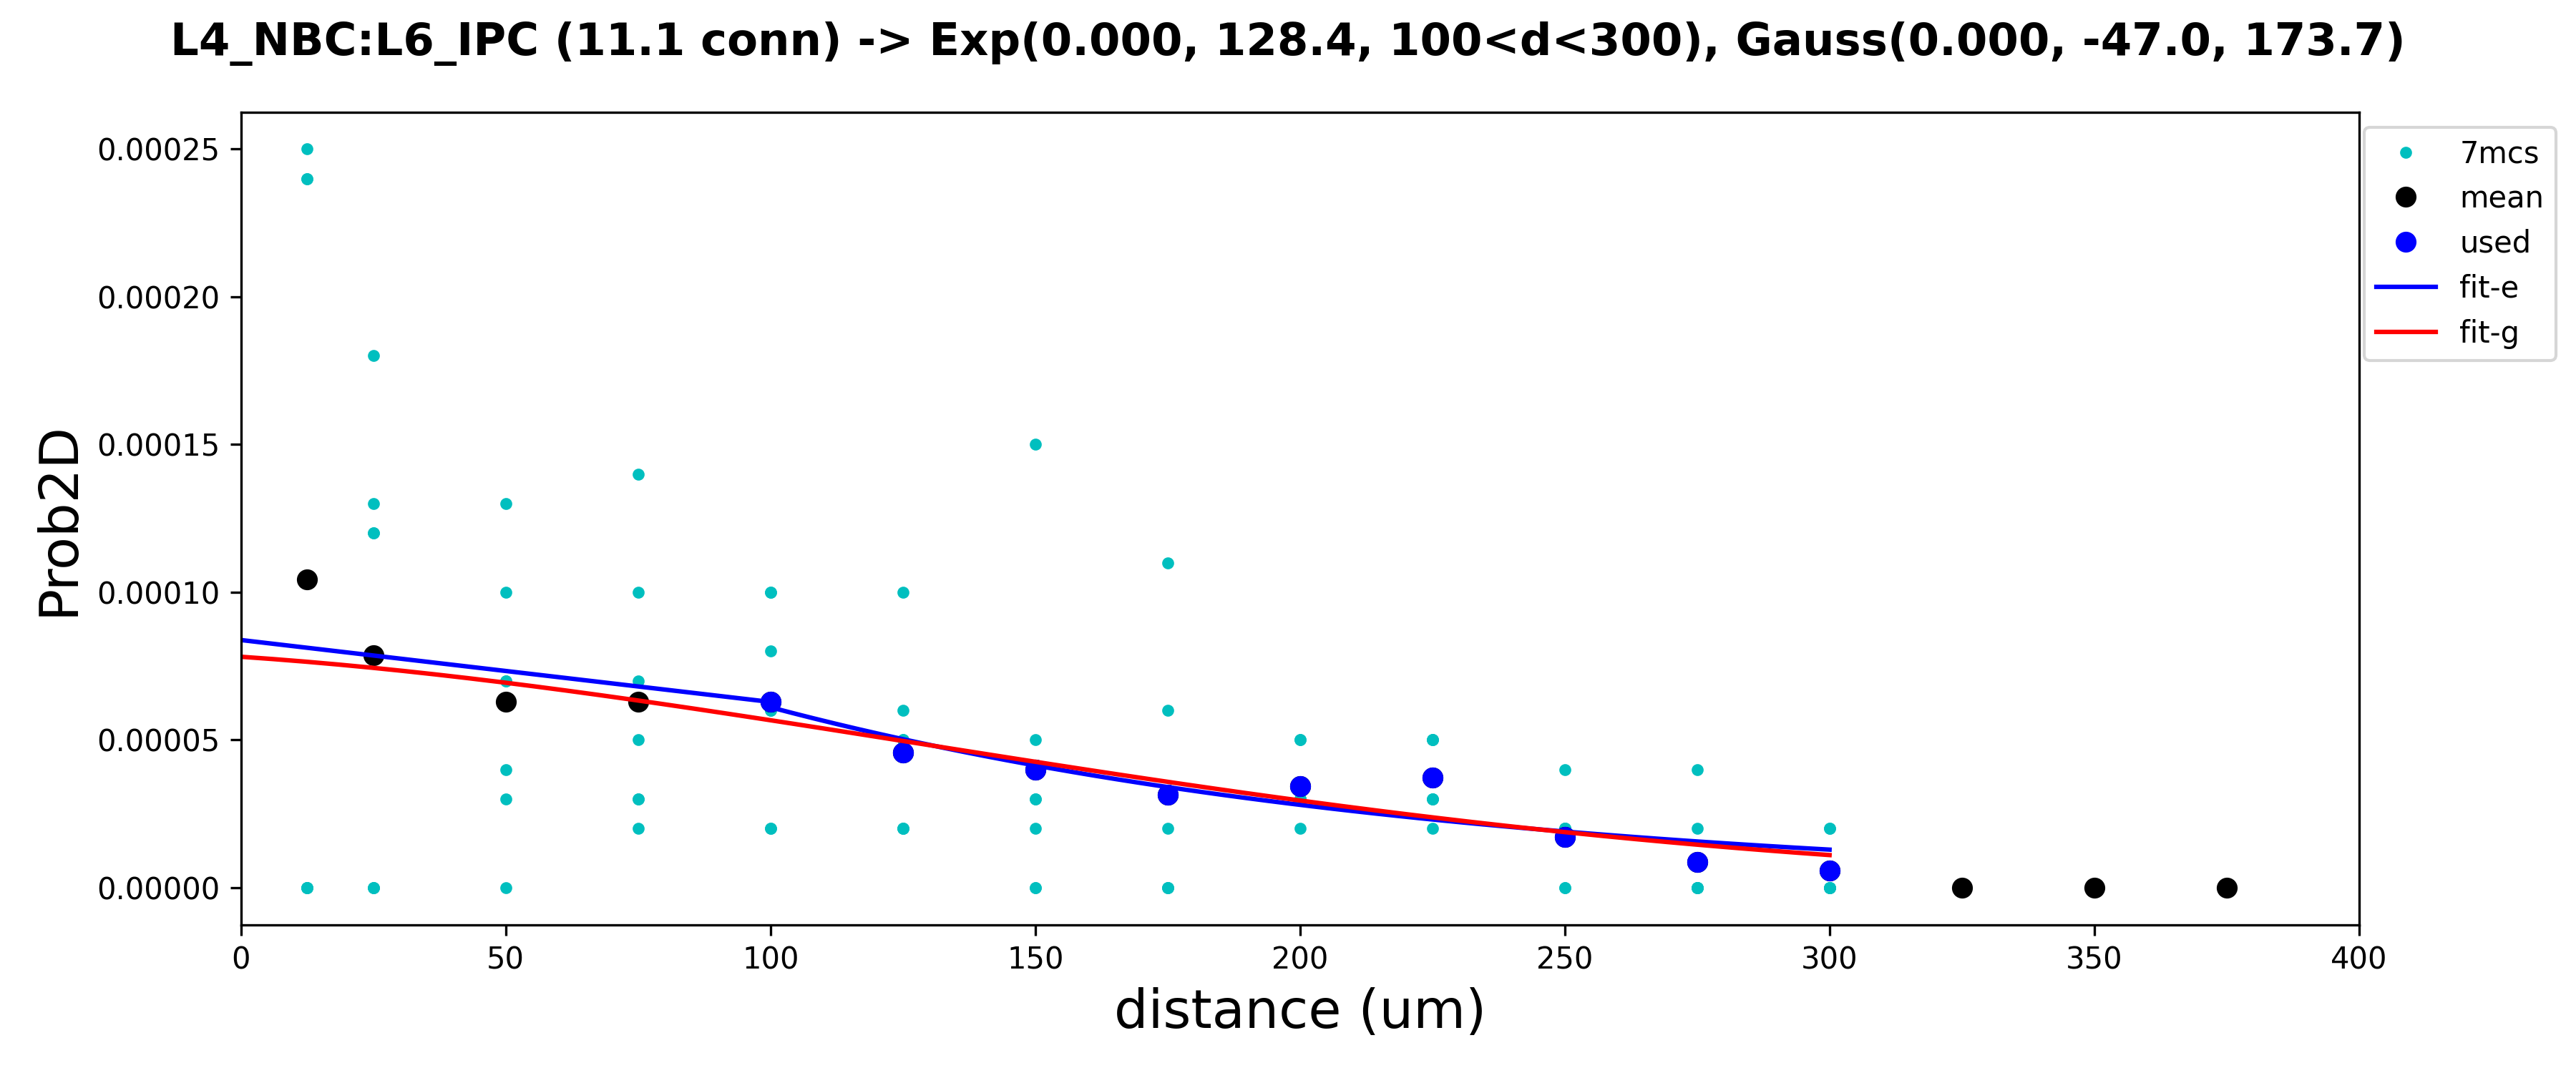 L4_NBC:L6_IPC (11.1 conn) -> Exp(0.000, 128.4, 100<d<300), Gauss(0.000, -47.0, 173.7)
0.00025
0.00020
0.00015
0.00010
0.00005
0.00000
Prob2D
0 50 100 150 200 250 300 350 400
distance (um)
7mcs
mean
used
fit-e
fit-g